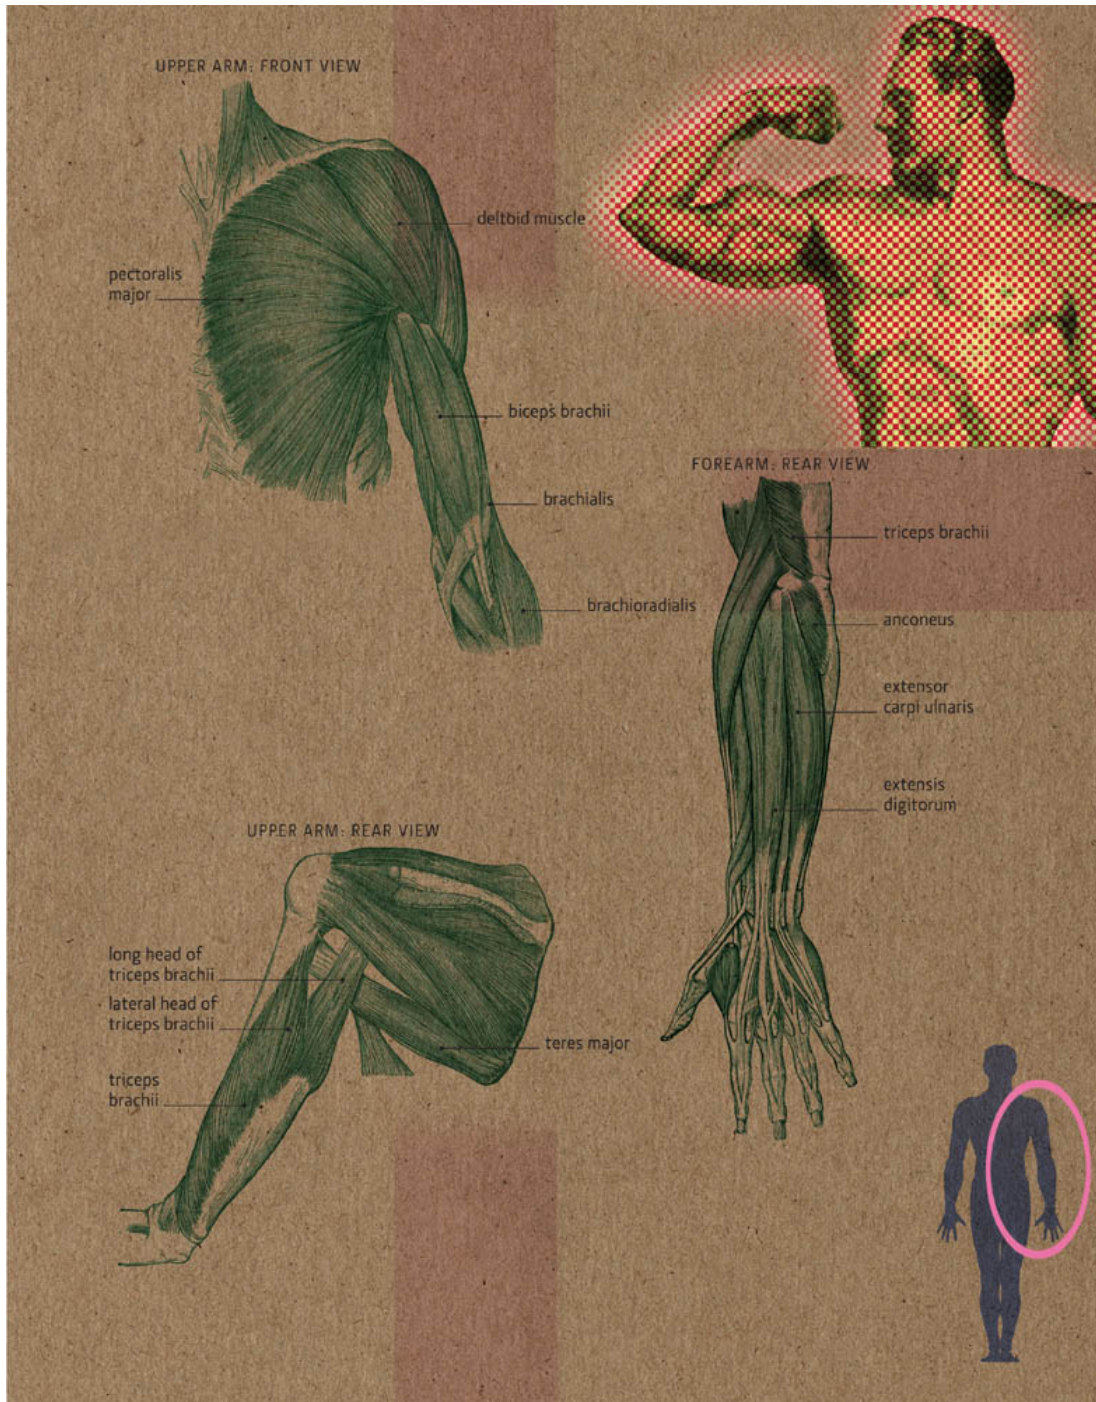 UPPER ARM: FRONT VIEW
deltoid muscle
pectoralis
major
biceps brachii
brachialis
brachioradialis
FOREARM: REAR VIEW
triceps brachii
anconeus
extensor
carpi ulnaris
extensis
digitorum
UPPER ARM: REAR VIEW
long head of
triceps brachii
lateral head of
triceps brachii
triceps
brachii
teres major